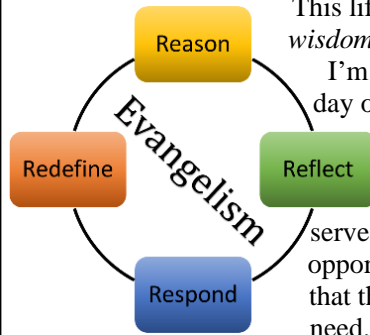 This lif
Reason
wisdom
I'm
day o
Evangelism
Redefine
Reflect
serve
oppor
Respond
that th
need.